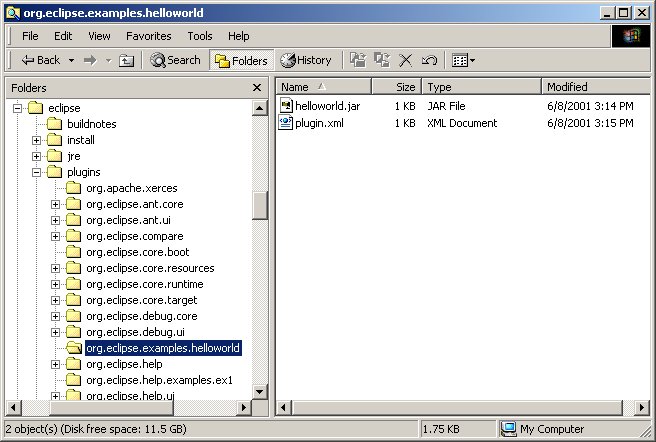 org.eclipse.examples.helloworld
File Edit View Favorites Tools Help
Back Search Folders History
Folders
eclipse
buildnotes
install
jre
plugins
org.apache.xerces
org.eclipse.ant.core
org.eclipse.ant.ui
org.eclipse.compare
org.eclipse.core.boot
org.eclipse.core.resources
org.eclipse.core.runtime
org.eclipse.core.target
org.eclipse.debug.core
org.eclipse.debug.ui
org.eclipse.examples.helloworld
org.eclipse.help
org.eclipse.help.examples.ex1
org.eclipse.help.ui
Name Size Type Modified
helloworld.jar 1 KB JAR File 6/8/2001 3:14 PM
plugin.xml 1 KB XML Document 6/8/2001 3:15 PM
2 object(s) (Disk free space: 11.5 GB) 1.75 KB My Computer